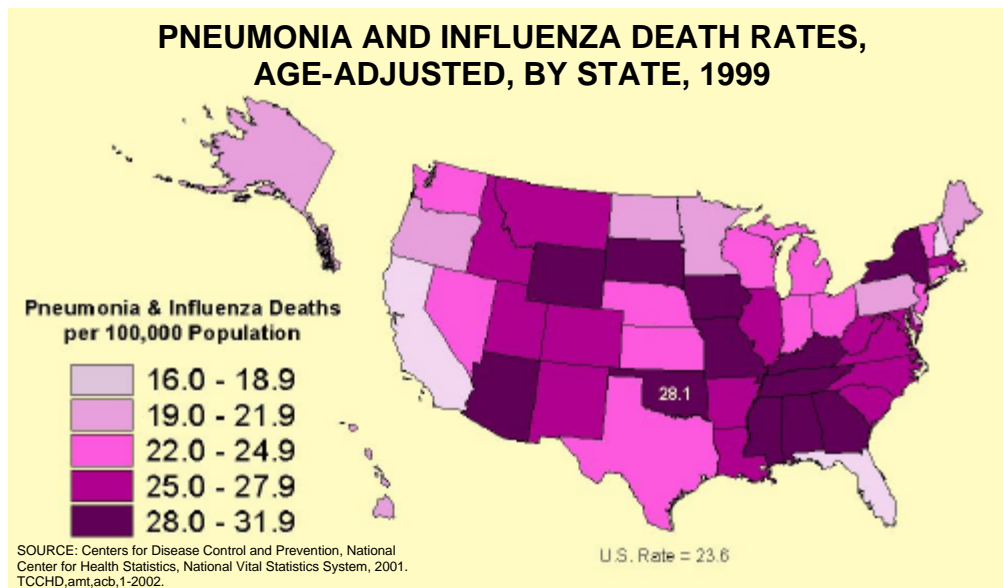 PNEUMONIA AND INFLUENZA DEATH RATES,
AGE-ADJUSTED, BY STATE, 1999
Pneumonia & Influenza Deaths
per 100,000 Population
16.0 - 18.9
19.0 - 21.9
22.0 - 24.9
25.0 - 27.9
28.0 - 31.9
28.1
U.S. Rate = 23.6
SOURCE: Centers for Disease Control and Prevention, National
Center for Health Statistics, National Vital Statistics System, 2001.
TCCHD,amt,acb,1-2002.